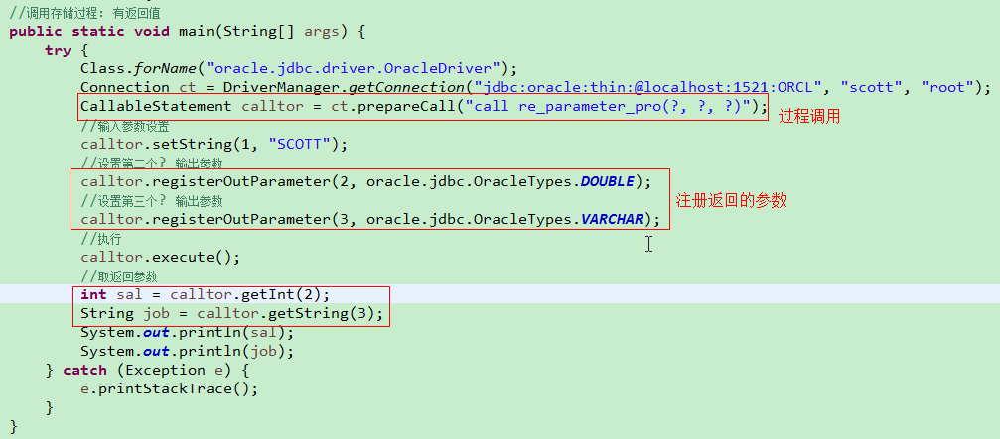 //调用存储过程: 有返回值
public static void main(String[] args) {
try {
Class.forName("oracle.jdbc.driver.OracleDriver");
Connection ct = DriverManager.getConnection("jdbc:oracle:thin:@localhost:1521:ORCL", "scott", "root");
CallableStatement calltor = ct.prepareCall("call re_parameter_pro(?, ?, ?)"); 过程调用
//输入参数设置
calltor.setString(1, "SCOTT");
//设置第二个? 输出参数
calltor.registerOutParameter(2, oracle.jdbc.OracleTypes.DOUBLE);
//设置第三个? 输出参数 注册返回的参数
calltor.registerOutParameter(3, oracle.jdbc.OracleTypes.VARCHAR);
//执行
calltor.execute();
//取返回参数
int sal = calltor.getInt(2);
String job = calltor.getString(3);
System.out.println(sal);
System.out.println(job);
} catch (Exception e) {
e.printStackTrace();
}
}